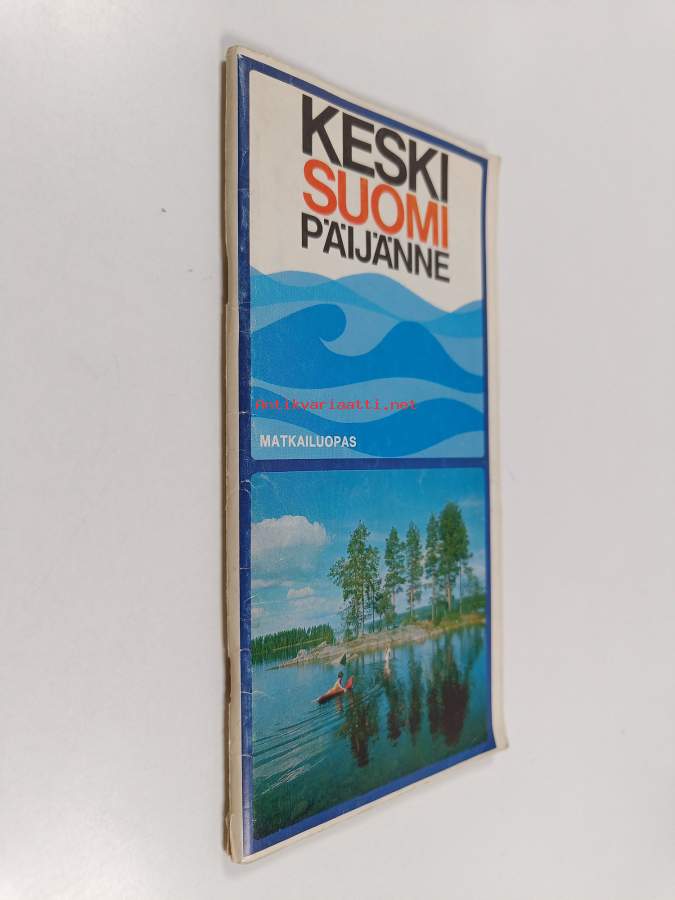 KESKI
SUOMI
PÄIJÄNNE
Antikvariaatti.net
MATKAILUOPAS